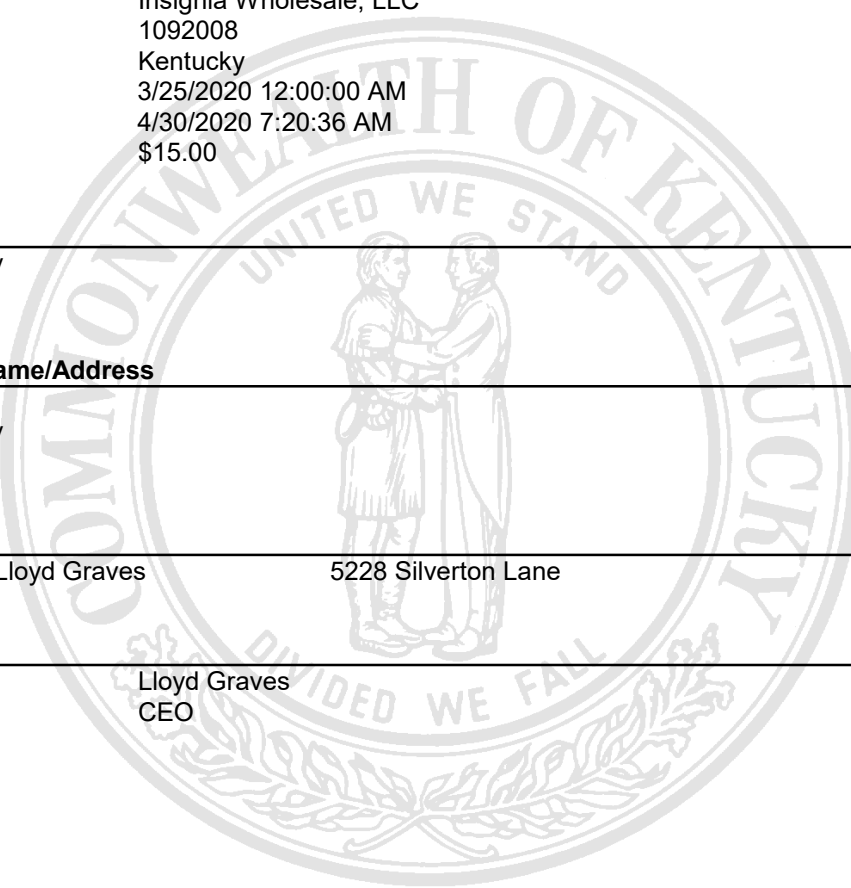 Insignia Wholesale, LLC
1092008
Kentucky
3/25/2020 12:00:00 AM
4/30/2020 7:20:36 AM
$15.00
COMMONWEALTH OF KENTUCKY
UNITED WE STAND
ame/Address
Lloyd Graves 5228 Silverton Lane
Lloyd Graves
CEO
DIVIDED WE FALL